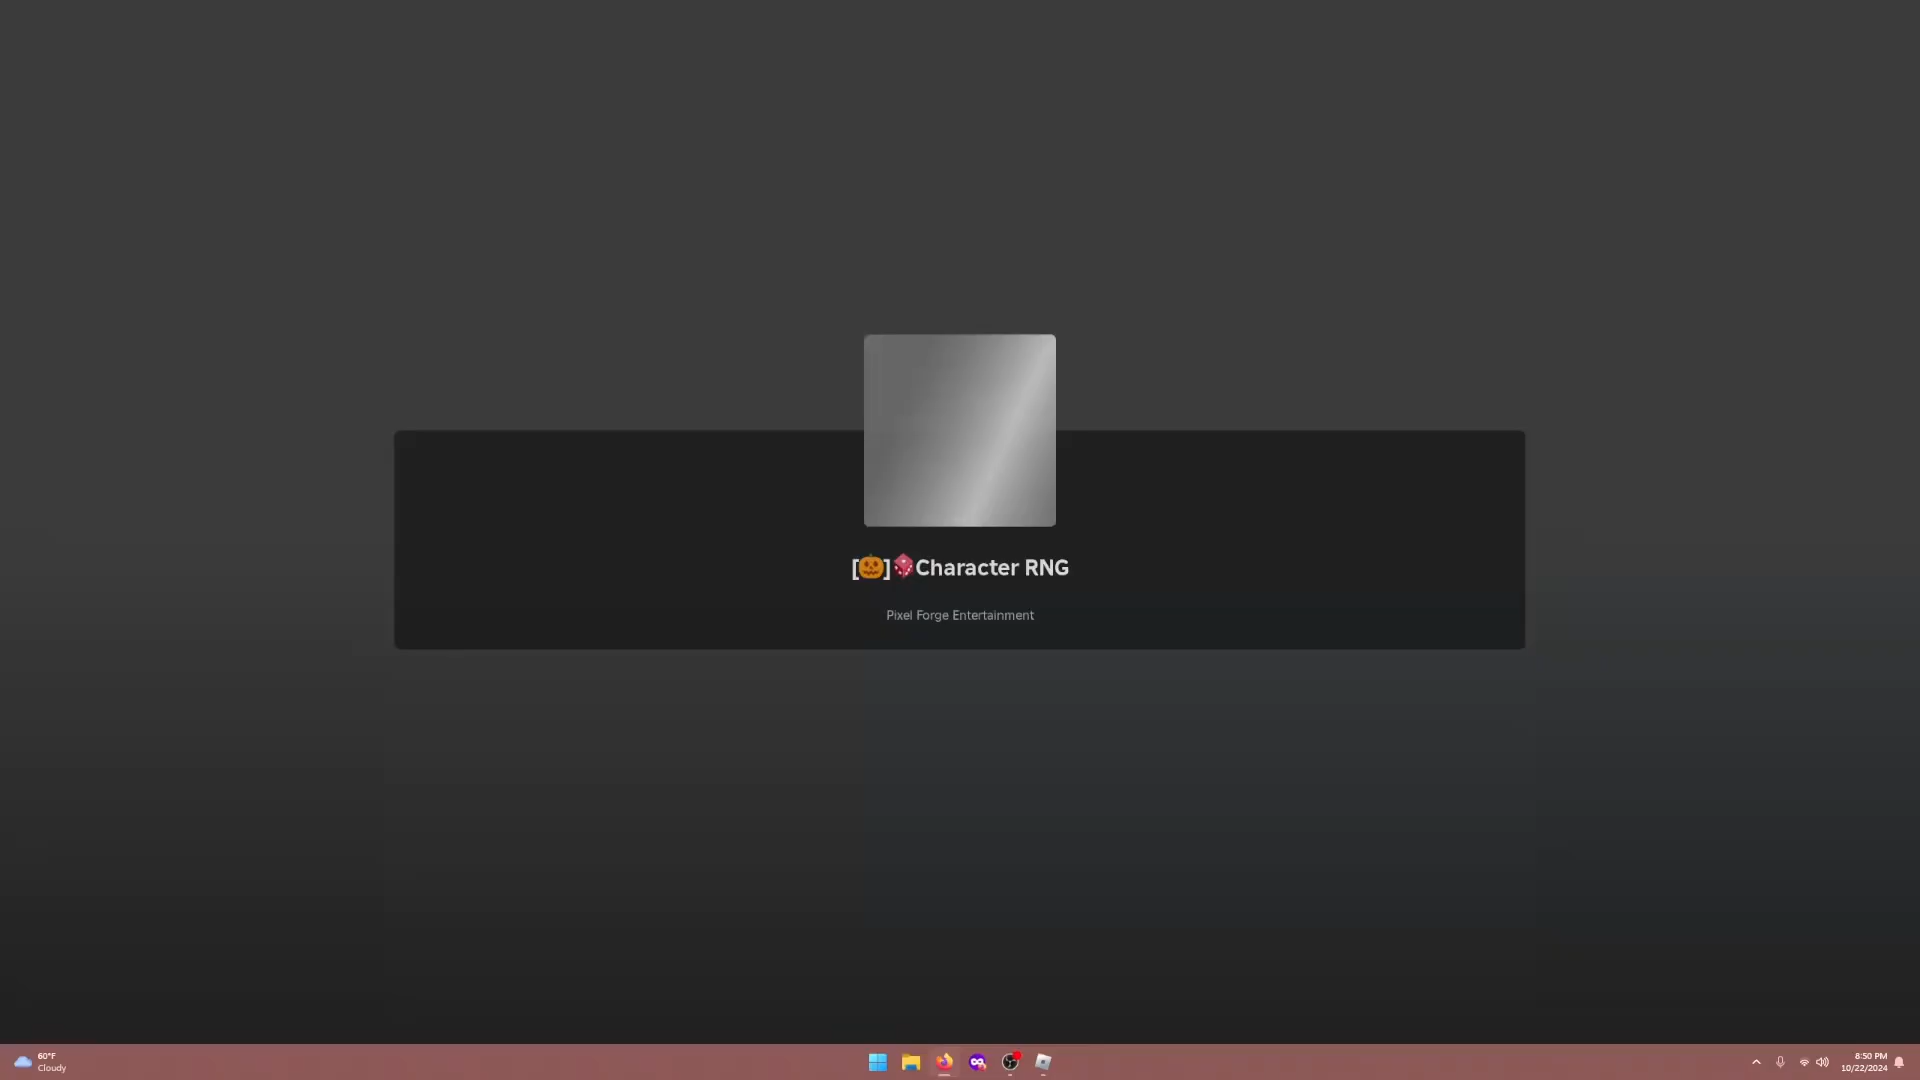 [🎃]🎲Character RNG
Pixel Forge Entertainment
60°F
Cloudy
8:50 PM
10/22/2024